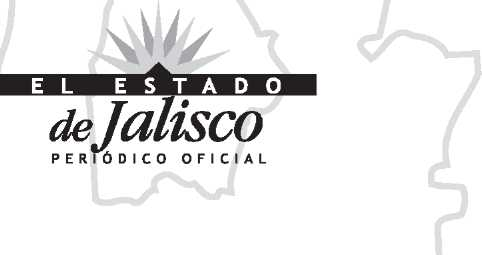 EL ESTADO
de Jalisco
PERIÓDICO OFICIAL